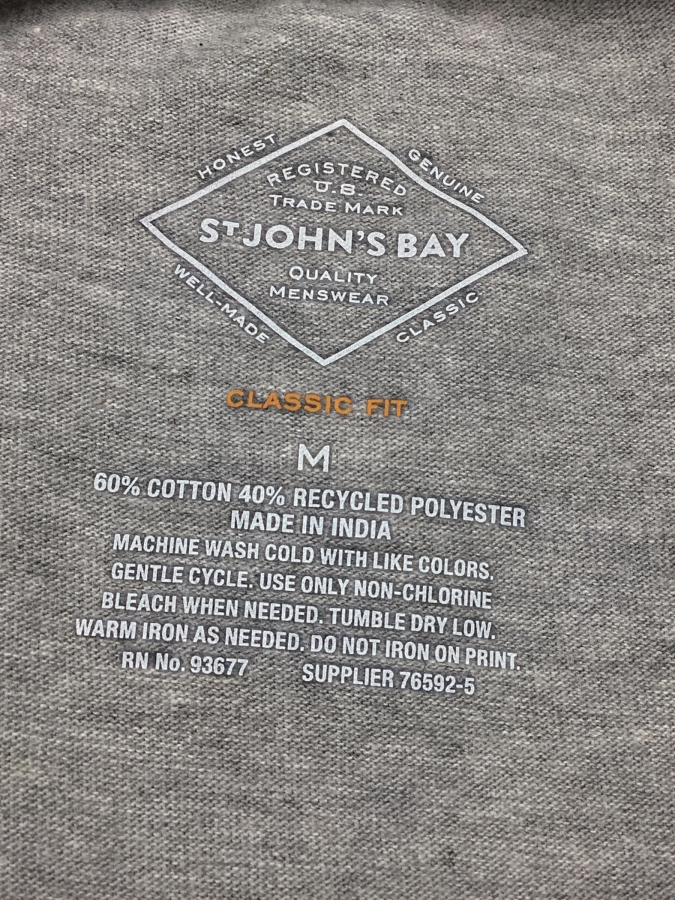 HONEST
GENUINE
REGISTERED
U.S.
TRADE MARK
ST JOHN'S BAY
QUALITY
MENSWEAR
WELL-MADE
CLASSIC
CLASSIC FIT
M
60% COTTON 40% RECYCLED POLYESTER
MADE IN INDIA
MACHINE WASH COLD WITH LIKE COLORS.
GENTLE CYCLE. USE ONLY NON-CHLORINE
BLEACH WHEN NEEDED. TUMBLE DRY LOW.
WARM IRON AS NEEDED. DO NOT IRON ON PRINT.
RN No. 93677 SUPPLIER 76592-5